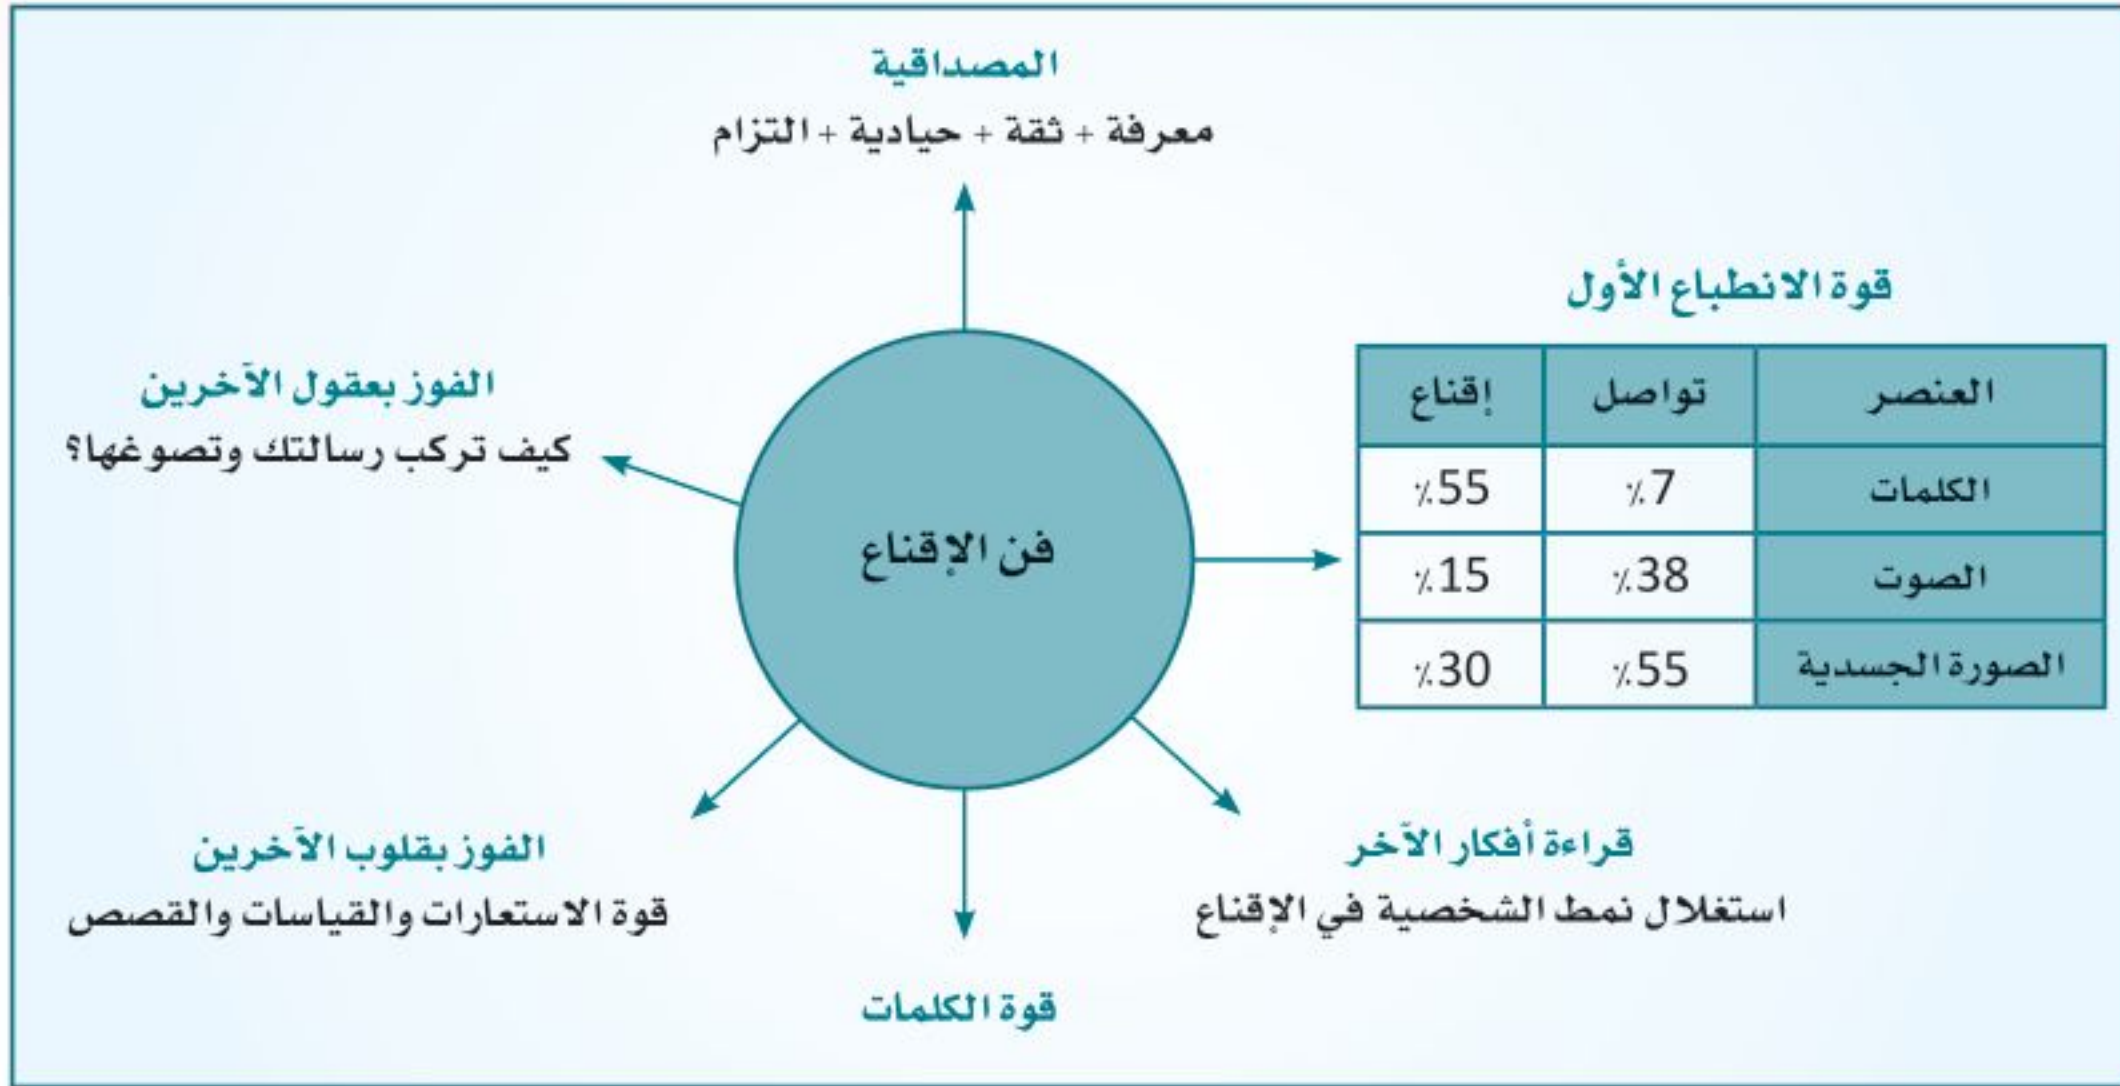 المصداقية
معرفة + ثقة + حيادية + التزام
قوة الانطباع الأول
العنصر تواصل إقناع
الكلمات 7٪ 55٪
الصوت 38٪ 15٪
الصورة الجسدية 55٪ 30٪
الفوز بعقول الآخرين
كيف تركب رسالتك وتصوغها؟
فن الإقناع
قراءة أفكار الآخر
استغلال نمط الشخصية في الإقناع
الفوز بقلوب الآخرين
قوة الاستعارات والقياسات والقصص
قوة الكلمات